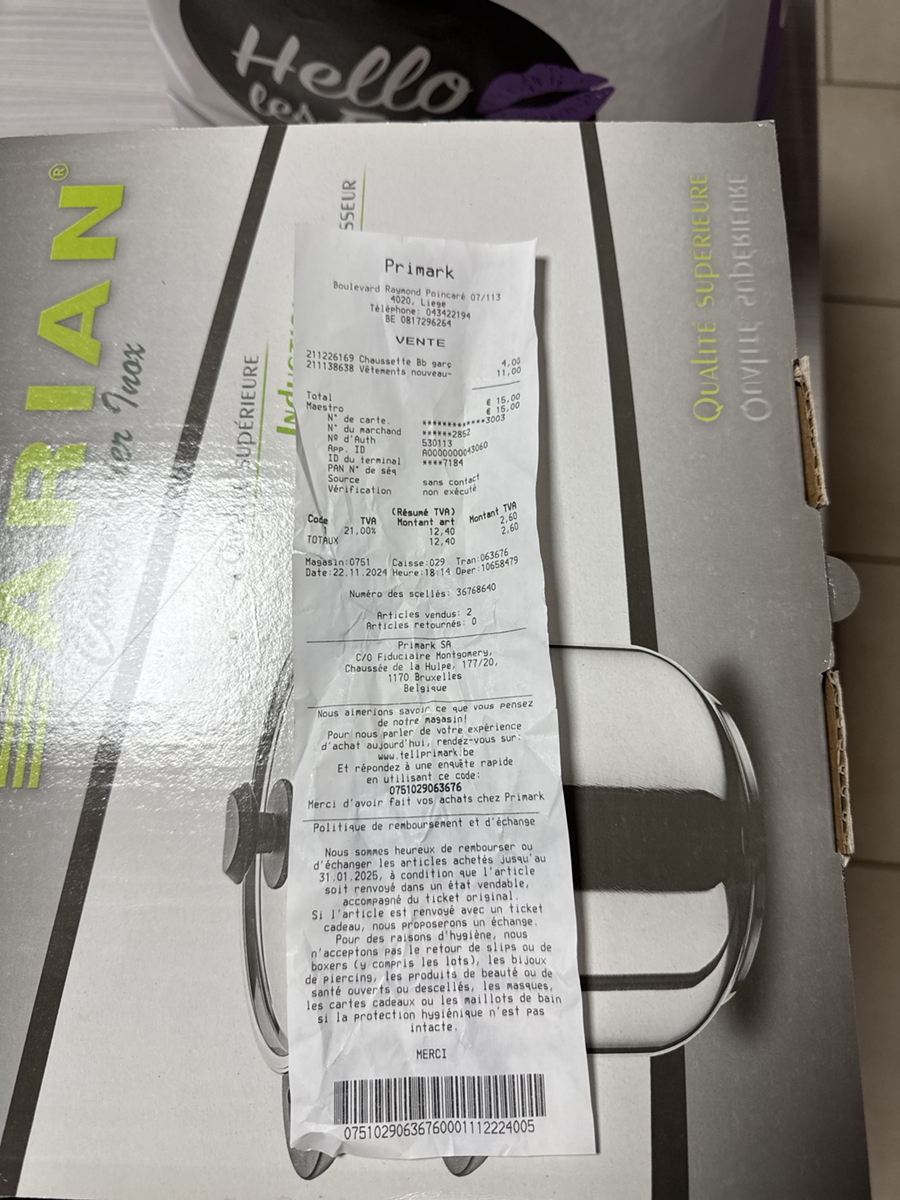 Hello
les
ARIAN®
Inox
SUPÉRIEURE
SSEUR
QUALITÉ SUPERIEURE
Primark
Boulevard Raymond Poincaré 07/113
4020, Liege
Téléphone: 043422194
BE 0817296264
VENTE
211226169 Chaussette Bb garç 4,00
211138638 Vêtements nouveau- 11,00
Total € 15,00
Maestro € 15,00
N° de carte. ************3003
N° du marchand ******2852
Nº d'Auth 530113
App. ID A0000000043060
ID du terminal ****7184
PAN N° de séq
Source sans contact
Vérification non exécuté
(Résumé TVA)
Code TVA Montant art Montant TVA
1 21,00% 12,40 2,60
TOTAUX 12,40 2,60
Magasin:0751 Caisse:029 Tran:063676
Date:22.11.2024 Heure:18:14 Oper:10658479
Numéro des scellés: 36768640
Articles vendus: 2
Articles retournés: 0
Primark SA
C/O Fiduciaire Montgomery,
Chaussée de la Hulpe, 177/20,
1170 Bruxelles
Belgique
Nous aimerions savoir ce que vous pensez
de notre magasin!
Pour nous parler de votre expérience
d'achat aujourd'hui, rendez-vous sur:
www.tellprimark.be
Et répondez à une enquête rapide
en utilisant ce code:
0751029063676
Merci d'avoir fait vos achats chez Primark
Politique de remboursement et d'échange
Nous sommes heureux de rembourser ou
d'échanger les articles achetés jusqu'au
31.01.2025, à condition que l'article
soit renvoyé dans un état vendable,
accompagné du ticket original.
Si l'article est renvoyé avec un ticket
cadeau, nous proposerons un échange.
Pour des raisons d'hygiène, nous
n'acceptons pas le retour de slips ou de
boxers (y compris les lots), les bijoux
de piercing, les produits de beauté ou de
santé ouverts ou descellés, les masques,
les cartes cadeaux ou les maillots de bain
si la protection hygiénique n'est pas
intacte.
MERCI
07510290636760001112224005